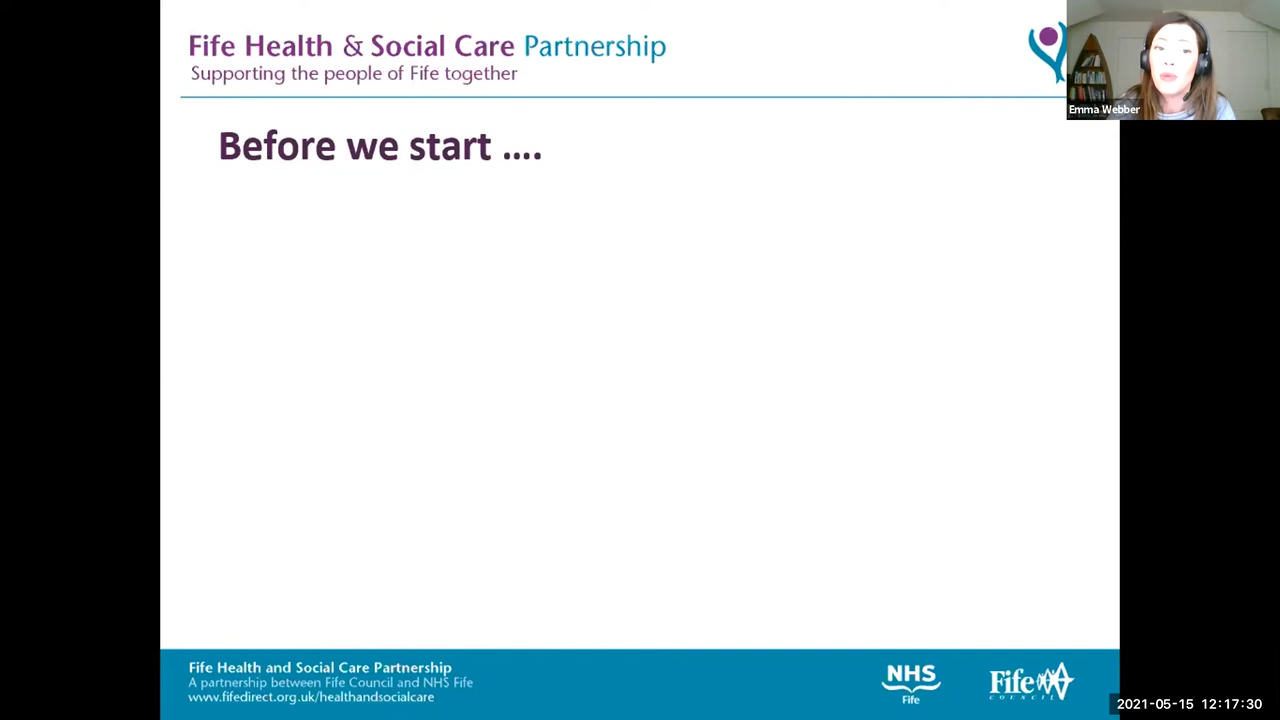 Fife Health & Social Care Partnership
Supporting the people of Fife together
Emma Webber
Before we start ....
Fife Health and Social Care Partnership
A partnership between Fife Council and NHS Fife
www.fifedirect.org.uk/healthandsocialcare
NHS
Fife
Fife
COUNCIL
2021-05-15 12:17:30